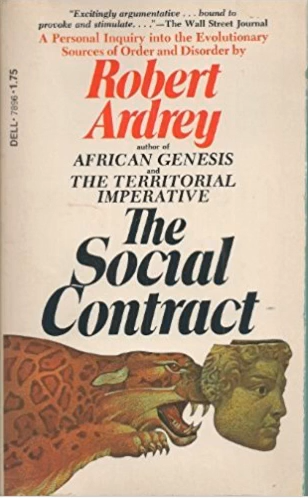 "Excitingly argumentative . . . bound to
provoke and stimulate. . . ."—The Wall Street Journal
A Personal Inquiry into the Evolutionary
Sources of Order and Disorder by
Robert
Ardrey
author of
AFRICAN GENESIS
and
THE TERRITORIAL
IMPERATIVE
The
Social
Contract
DELL • 7896 • 1.75